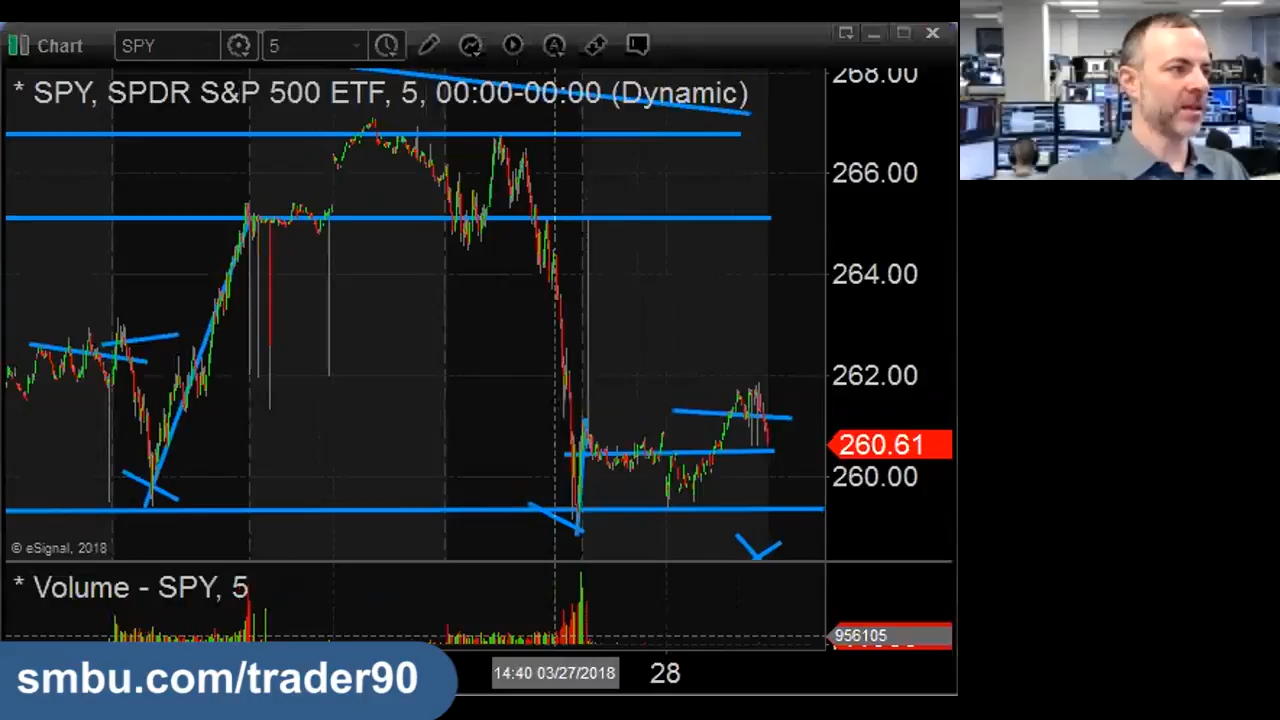 Chart
SPY
5
* SPY, SPDR S&P 500 ETF, 5, 00:00-00:00 (Dynamic)
268.00
266.00
264.00
262.00
260.61
260.00
© eSignal, 2018
* Volume - SPY, 5
956105
14:40 03/27/2018
28
smbu.com/trader90